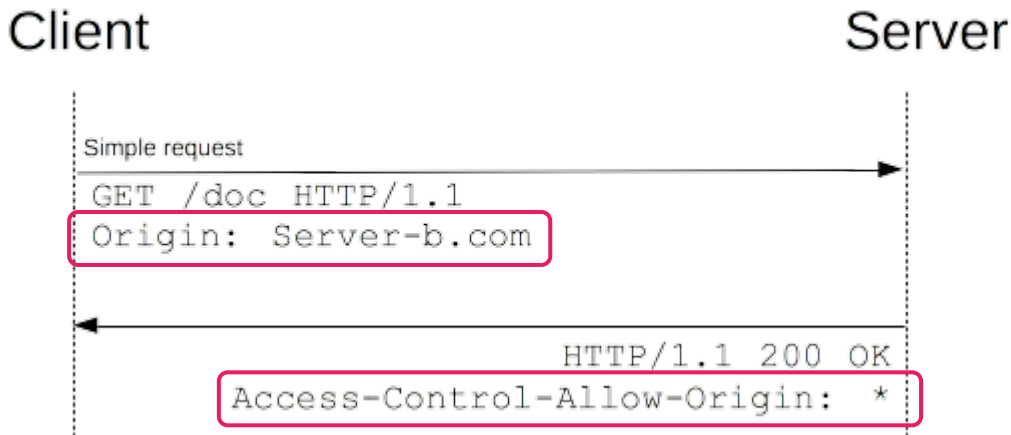 Client
Server
Simple request
GET /doc HTTP/1.1
Origin: Server-b.com
HTTP/1.1 200 OK
Access-Control-Allow-Origin: *